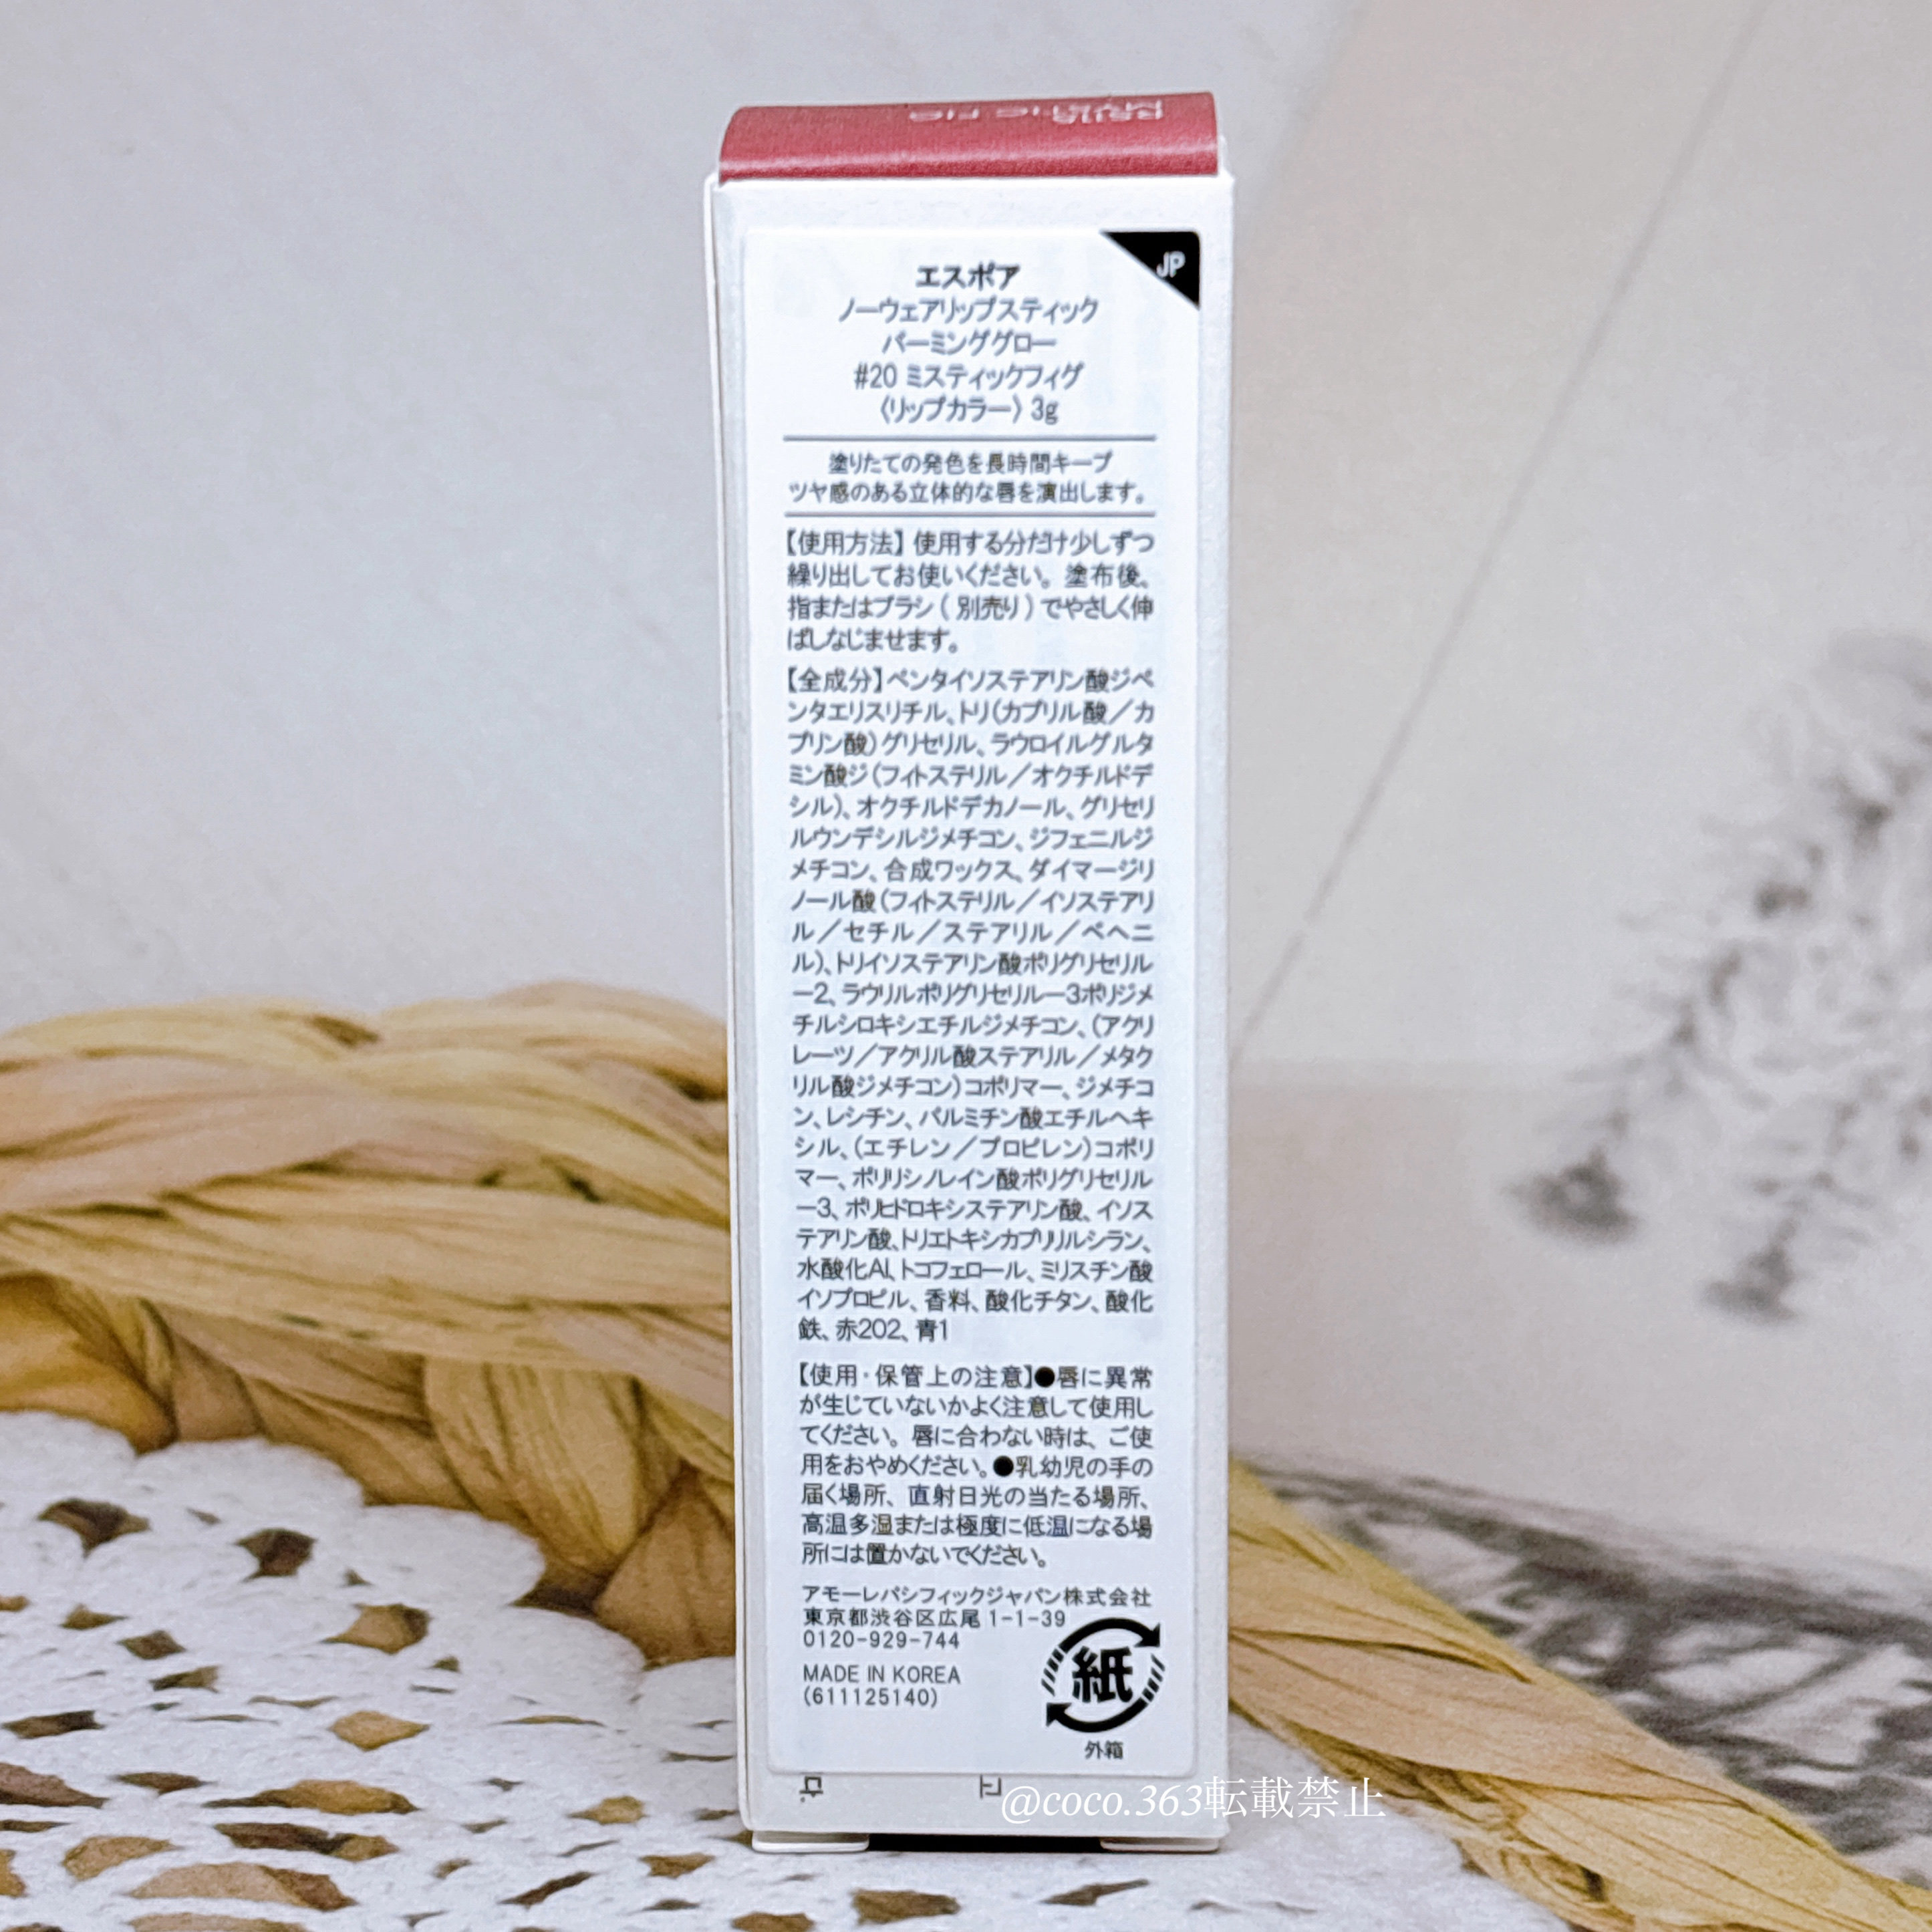 JP
エスポア
ノーウェアリップスティック
バーミンググロー
#20 ミスティックフィグ
〈リップカラー〉 3g
塗りたての発色を長時間キープ
ツヤ感のある立体的な唇を演出します。
【使用方法】 使用する分だけ少しずつ
繰り出してお使いください。塗布後、
指またはブラシ(別売り)でやさしく伸
ばしなじませます。
【全成分】ペンタイソステアリン酸ジペ
ンタエリスリチル、トリ(カプリル酸/カ
プリン酸)グリセリル、ラウロイルグルタ
ミン酸ジ(フィトステリル/オクチルドデ
シル)、オクチルドデカノール、グリセリ
ルウンデシルジメチコン、ジフェニルジ
メチコン、合成ワックス、ダイマージリ
ノール酸(フィトステリル/イソステアリ
ル/セチル/ステアリル/ベヘニ
ル)、トリイソステアリン酸ポリグリセリル
ー2、ラウリルポリグリセリルー3ポリジメ
チルシロキシエチルジメチコン、(アクリ
レーツ/アクリル酸ステアリル/メタク
リル酸ジメチコン)コポリマー、ジメチコ
ン、レシチン、パルミチン酸エチルヘキ
シル、(エチレン/プロピレン)コポリ
マー、ポリリシノレイン酸ポリグリセリル
ー3、ポリヒドロキシステアリン酸、イソス
テアリン酸、トリエトキシカプリリルシラン、
水酸化Al、トコフェロール、ミリスチン酸
イソプロピル、香料、酸化チタン、酸化
鉄、赤202、青1
【使用・保管上の注意】●唇に異常
が生じていないかよく注意して使用し
てください。唇に合わない時は、ご使
用をおやめください。●乳幼児の手の
届く場所、直射日光の当たる場所、
高温多湿または極度に低温になる場
所には置かないでください。
アモーレパシフィックジャパン株式会社
東京都渋谷区広尾 1-1-39
0120-929-744
MADE IN KOREA
(611125140)
紙
外箱
@coco.363転載禁止